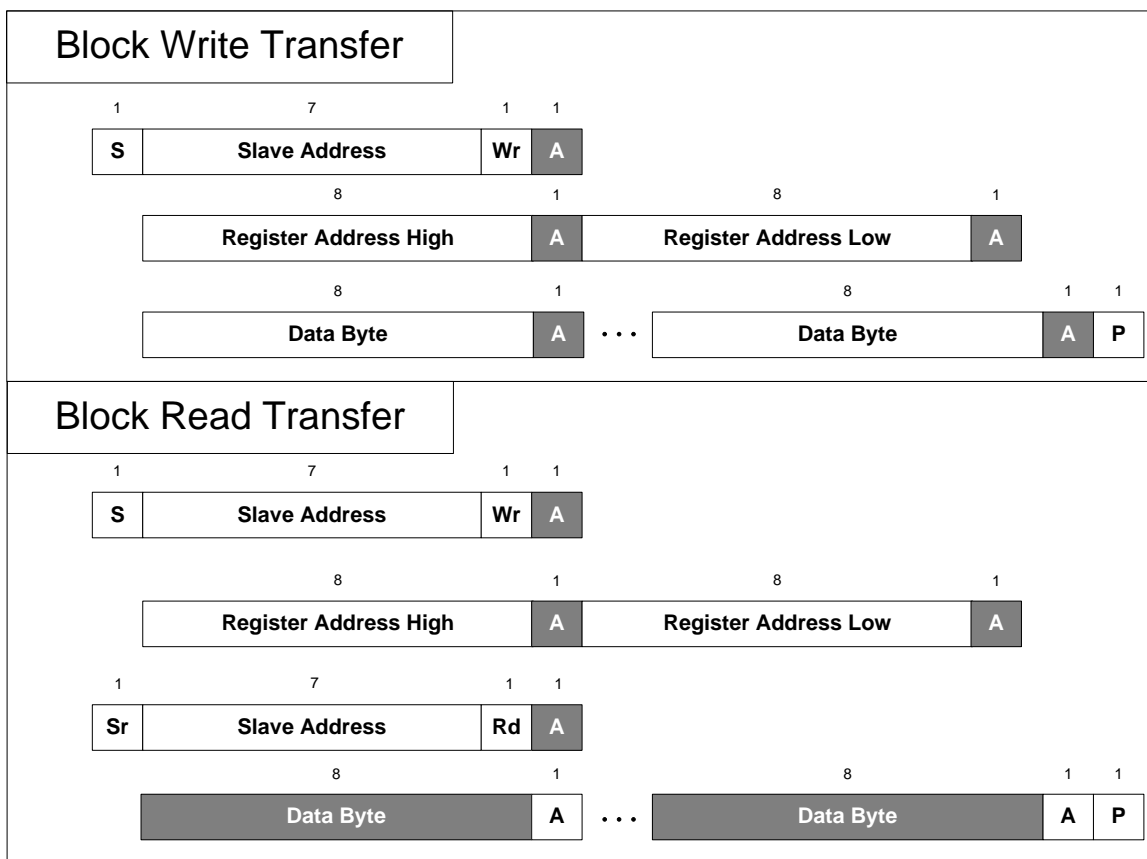 Block Write Transfer
1 7 1 1
S Slave Address Wr A
8 1 8 1
Register Address High A Register Address Low A
8 1 8 1 1
Data Byte A ... Data Byte A P
Block Read Transfer
1 7 1 1
S Slave Address Wr A
8 1 8 1
Register Address High A Register Address Low A
1 7 1 1
Sr Slave Address Rd A
8 1 8 1 1
Data Byte A ... Data Byte A P